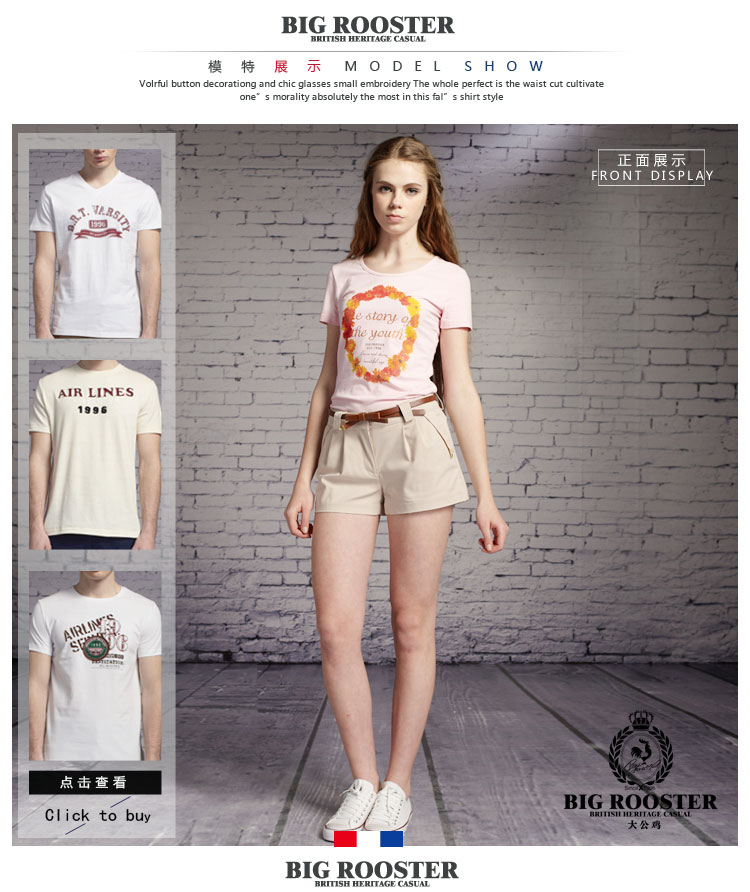 BIG ROOSTER
BRITISH HERITAGE CASUAL
模特展示 MODEL SHOW
Volrful button decorationg and chic glasses small embroidery The whole perfect is the waist cut cultivate
one”s morality absolutely the most in this fal”s shirt style
正面展示
FRONT DISPLAY
B.R.T. VARSITY
1996
AIR LINES
1996
AIRLINES
点击查看
Click to buy
story of
the youth
BIG ROOSTER
BRITISH HERITAGE CASUAL
大公鸡
BIG ROOSTER
BRITISH HERITAGE CASUAL